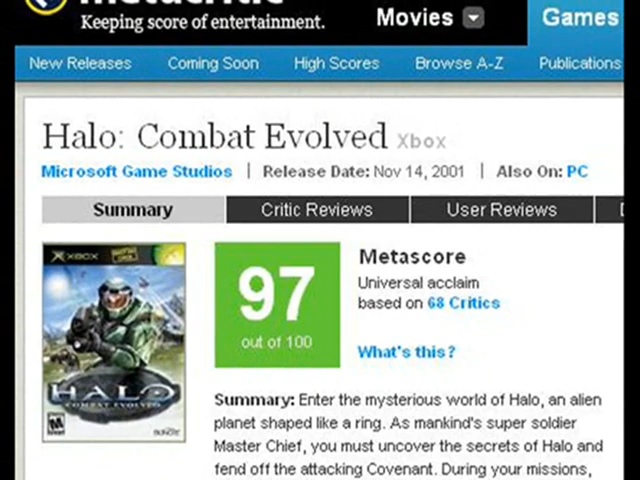 Keeping score of entertainment.
Movies
Games
New Releases Coming Soon High Scores Browse A-Z Publications
Halo: Combat Evolved Xbox
Microsoft Game Studios | Release Date: Nov 14, 2001 | Also On: PC
Summary Critic Reviews User Reviews
XBOX
HALO
COMBAT EVOLVED
M
BUNGIE
97
out of 100
Metascore
Universal acclaim
based on 68 Critics
What's this?
Summary: Enter the mysterious world of Halo, an alien
planet shaped like a ring. As mankind's super soldier
Master Chief, you must uncover the secrets of Halo and
fend off the attacking Covenant. During your missions,